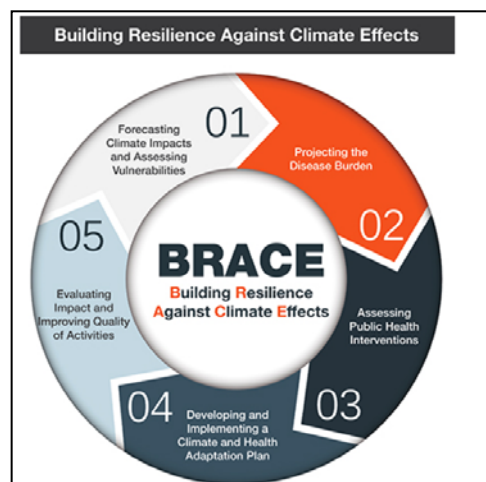 Building Resilience Against Climate Effects
01
Forecasting
Climate Impacts
and Assessing
Vulnerabilities
Projecting the
Disease Burden
02
Assessing
Public Health
Interventions
03
Developing and
Implementing a
Climate and Health
Adaptation Plan
04
Evaluating
Impact and
Improving Quality
of Activities
05
BRACE
Building Resilience
Against Climate Effects